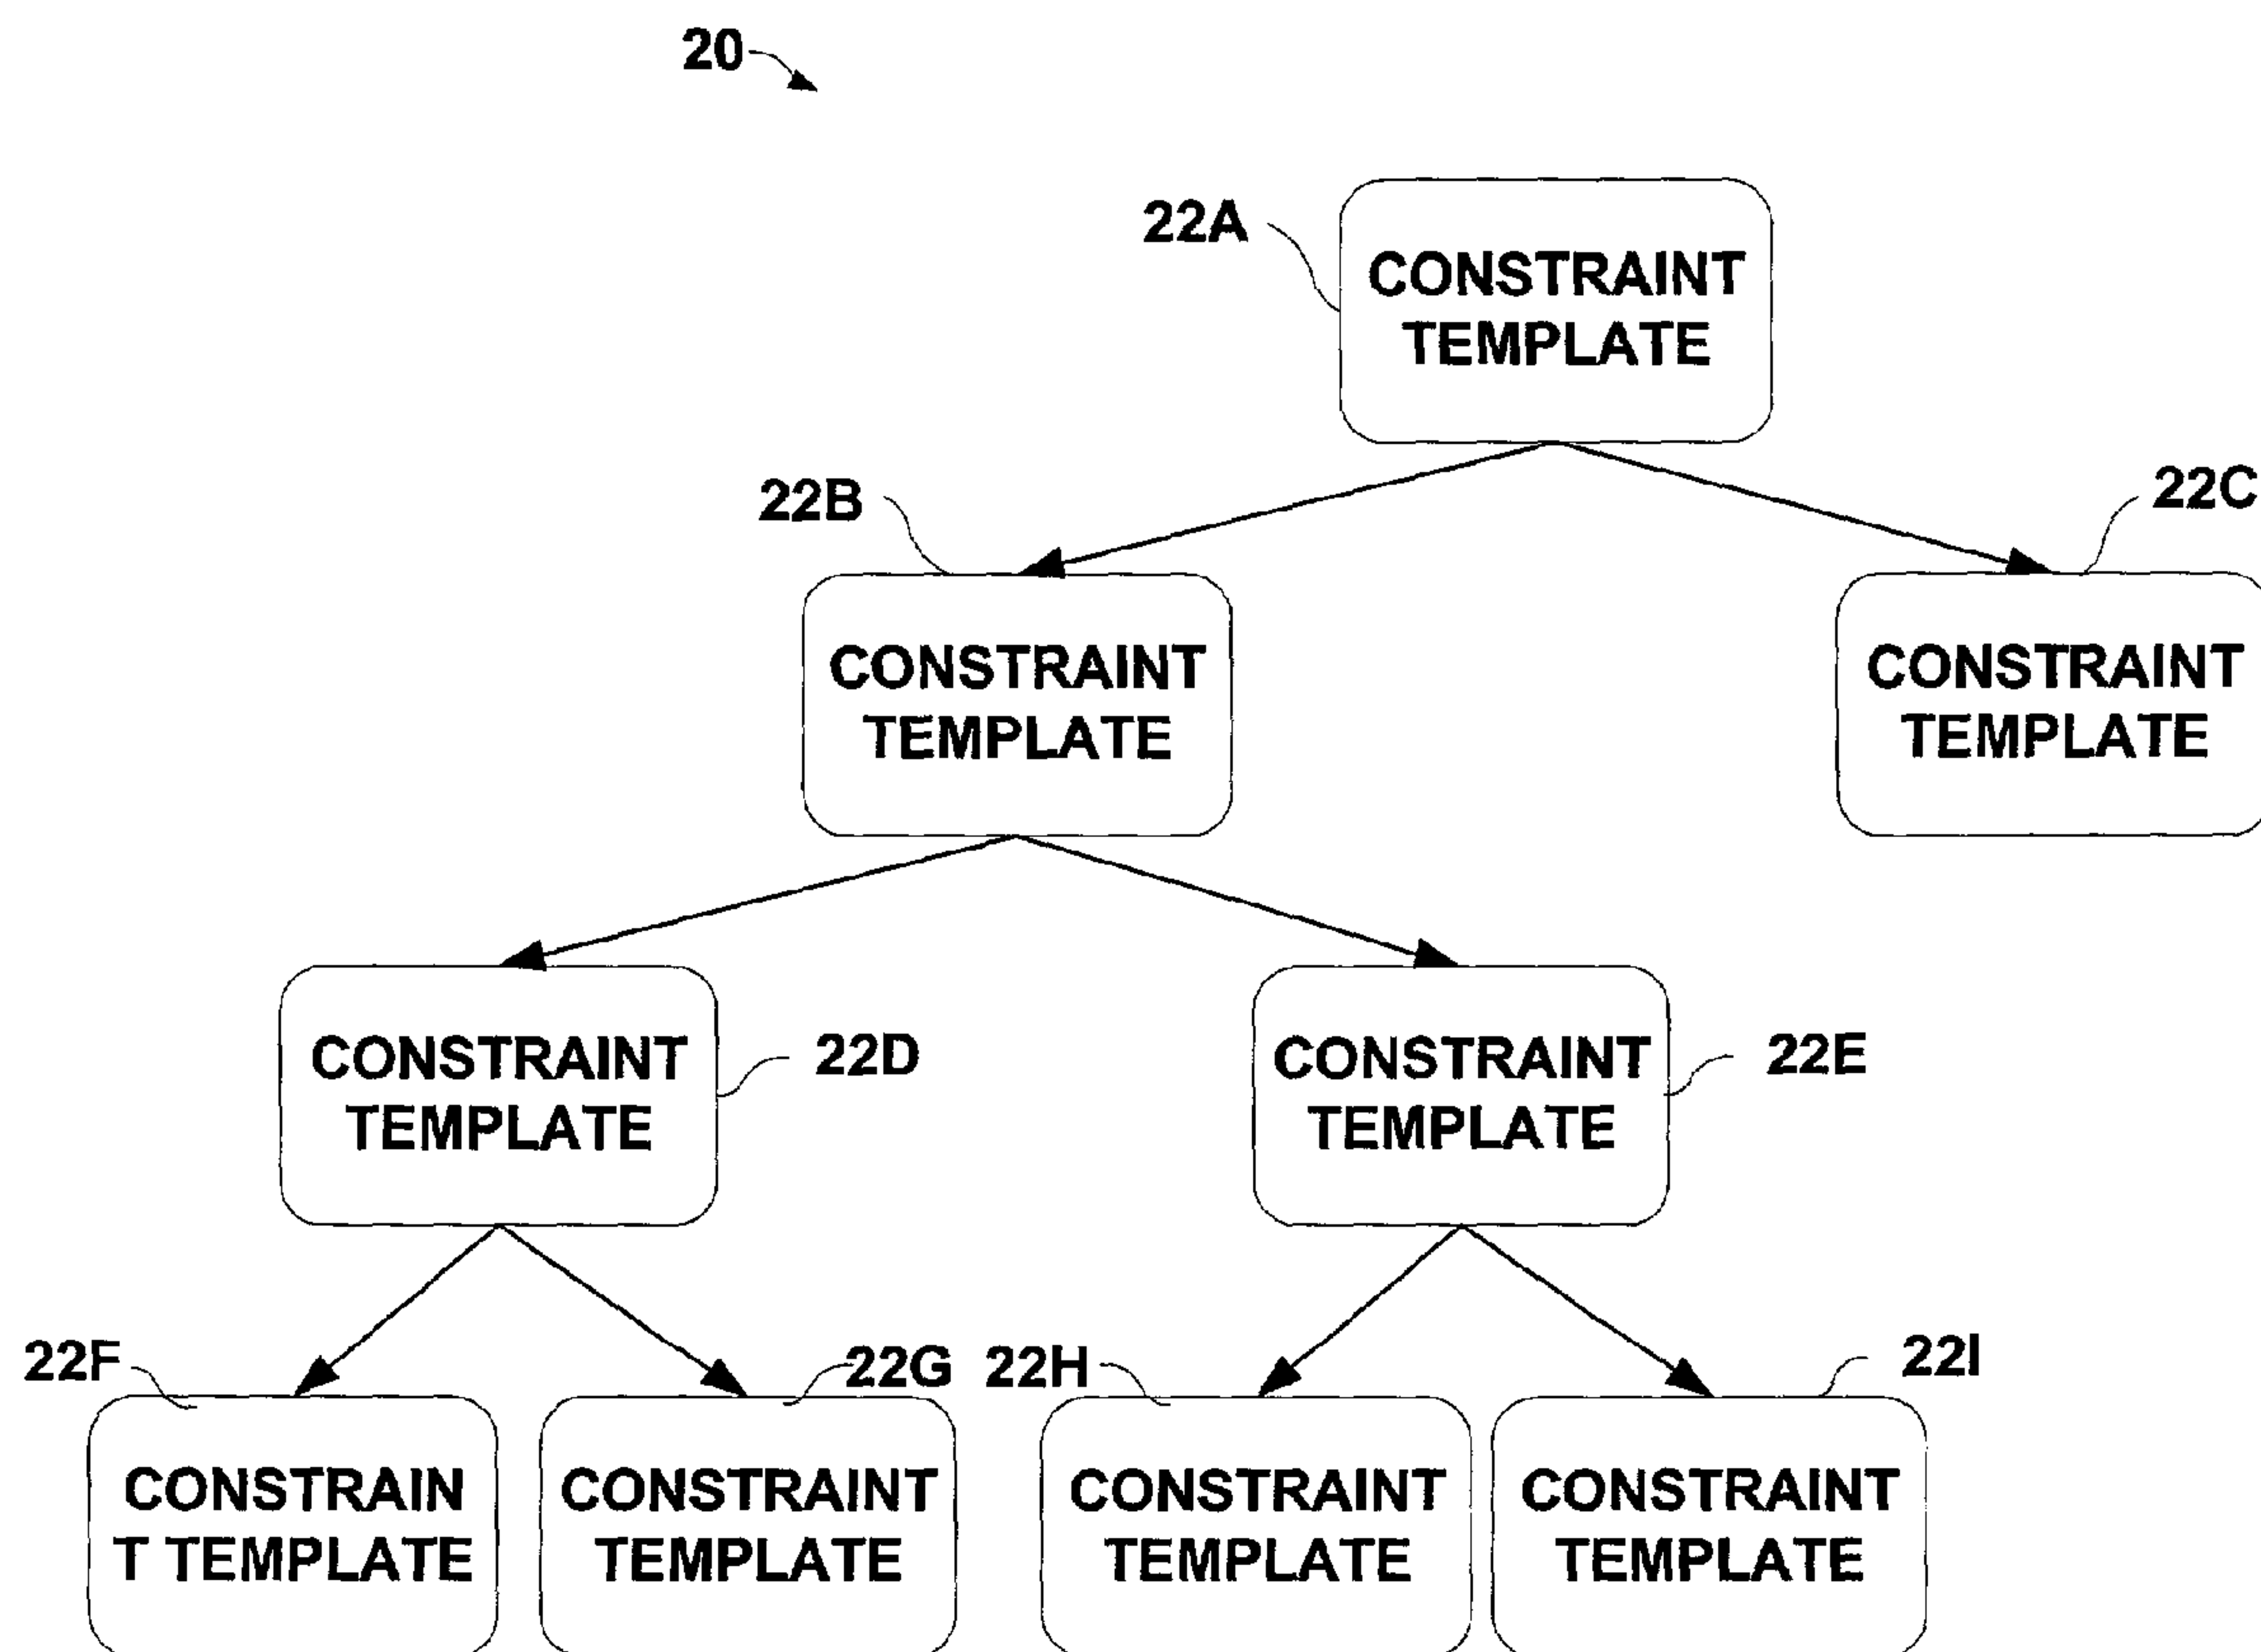 20
22A
CONSTRAINT
TEMPLATE
22B
22C
CONSTRAINT
TEMPLATE
CONSTRAINT
TEMPLATE
CONSTRAINT
TEMPLATE
22D
CONSTRAINT
TEMPLATE
22E
22F
22G
22H
22I
CONSTRAIN
T TEMPLATE
CONSTRAINT
TEMPLATE
CONSTRAINT
TEMPLATE
CONSTRAINT
TEMPLATE